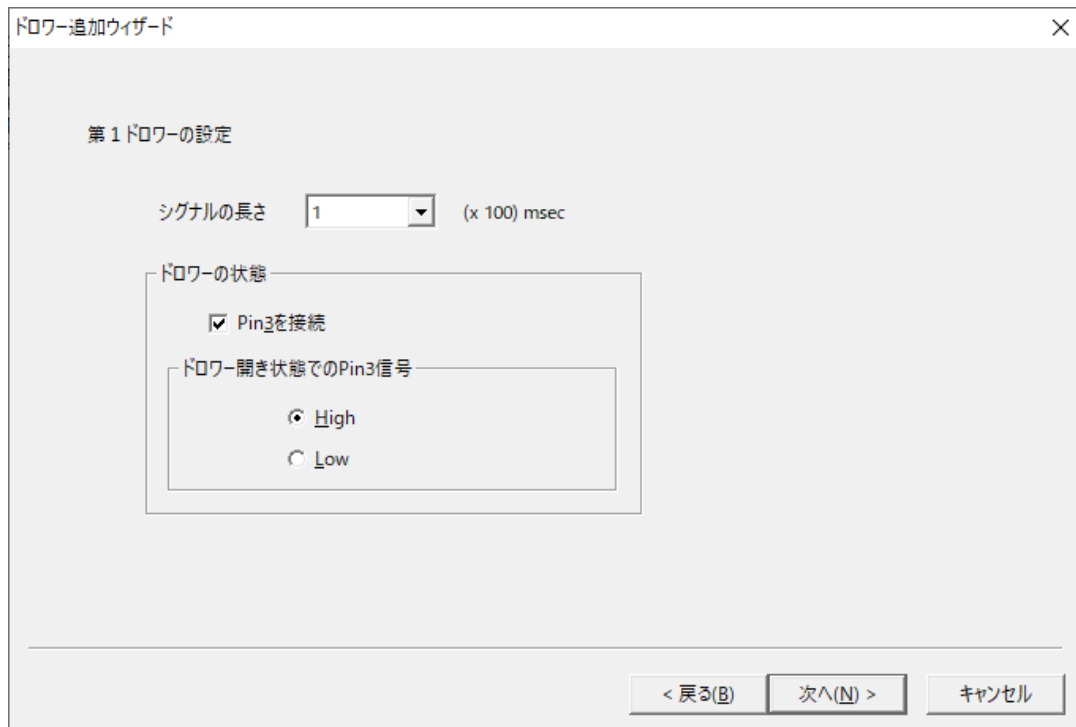 ドロワー追加ウィザード
第１ドロワーの設定
シグナルの長さ 1 (x 100) msec
ドロワーの状態
Pin3を接続
ドロワー開き状態でのPin3信号
High
Low
< 戻る(B) 次へ(N) > キャンセル